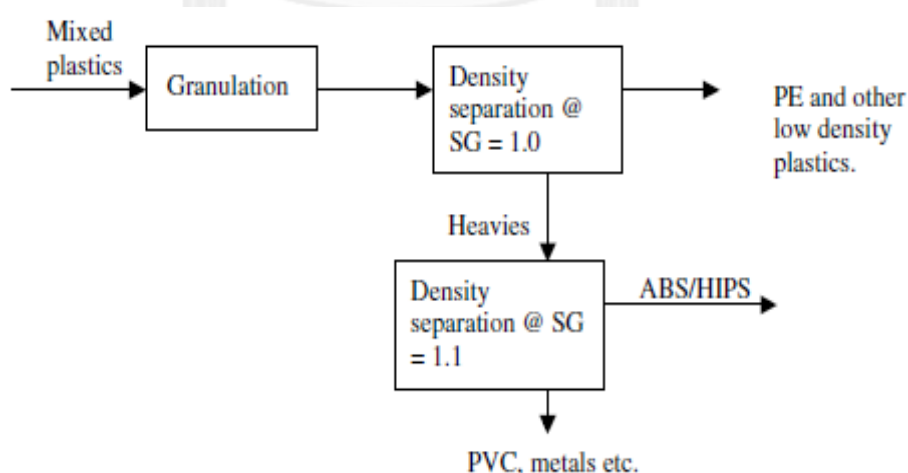 Mixed
plastics
Granulation
Density
separation @
SG = 1.0
PE and other
low density
plastics.
Heavies
Density
separation @ SG
= 1.1
ABS/HIPS
PVC, metals etc.